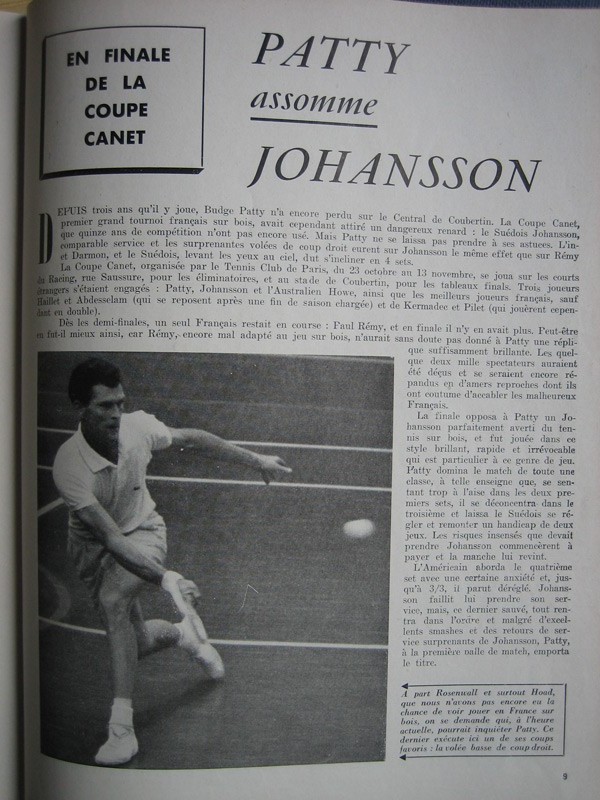 EN FINALE
DE LA
COUPE
CANET
PATTY
assomme
JOHANSSON
DEPUIS trois ans qu'il y joue, Budge Patty n'a encore perdu sur le Central de Coubertin. La Coupe Canet,
premier grand tournoi français sur bois, avait cependant attiré un dangereux renard : le Suédois Johansson,
que quinze ans de compétition n'ont pas encore usé. Mais Patty ne se laissa pas prendre à ses astuces. L'in-
comparable service et les surprenantes volées de coup droit eurent sur Johansson le même effet que sur Rémy
et Darmon, et le Suédois, levant les yeux au ciel, dut s'incliner en 4 sets.
La Coupe Canet, organisée par le Tennis Club de Paris, du 23 octobre au 13 novembre, se joua sur les courts
du Racing, rue Saussure, pour les éliminatoires, et au stade de Coubertin, pour les tableaux finals. Trois joueurs
étrangers s'étaient engagés : Patty, Johansson et l'Australien Howe, ainsi que les meilleurs joueurs français, sauf
Haillet et Abdesselam (qui se reposent après une fin de saison chargée) et de Kermadec et Pilet (qui jouèrent cepen-
dant en double).
Dès les demi-finales, un seul Français restait en course : Paul Rémy, et en finale il n'y en avait plus. Peut-être
en fut-il mieux ainsi, car Rémy, encore mal adapté au jeu sur bois, n'aurait sans doute pas donné à Patty une répli-
que suffisamment brillante. Les quel-
que deux mille spectateurs auraient
été déçus et se seraient encore ré-
pandus en d'amers reproches dont ils
ont coutume d'accabler les malheureux
Français.
La finale opposa à Patty un Jo-
hansson parfaitement averti du ten-
nis sur bois, et fut jouée dans ce
style brillant, rapide et irrévocable
qui est particulier à ce genre de jeu.
Patty domina le match de toute une
classe, à telle enseigne que, se sen-
tant trop à l'aise dans les deux pre-
miers sets, il se déconcentra dans le
troisième et laissa le Suédois se ré-
gler et remonter un handicap de deux
jeux. Les risques insensés que devait
prendre Johansson commencèrent à
payer et la manche lui revint.
L'Américain aborda le quatrième
set avec une certaine anxiété et, jus-
qu'à 3/3, il parut déréglé. Johans-
son faillit lui prendre son ser-
vice, mais, ce dernier sauvé, tout ren-
tra dans l'ordre et malgré d'excel-
lents smashes et des retours de ser-
vice surprenants de Johansson, Patty,
à la première balle de match, emporta
le titre.
A part Rosenwall et surtout Hoad,
que nous n'avons pas encore eu la
chance de voir jouer en France sur
bois, on se demande qui, à l'heure
actuelle, pourrait inquiéter Patty. Ce
dernier exécute ici un de ses coups
favoris : la volée basse de coup droit.
9